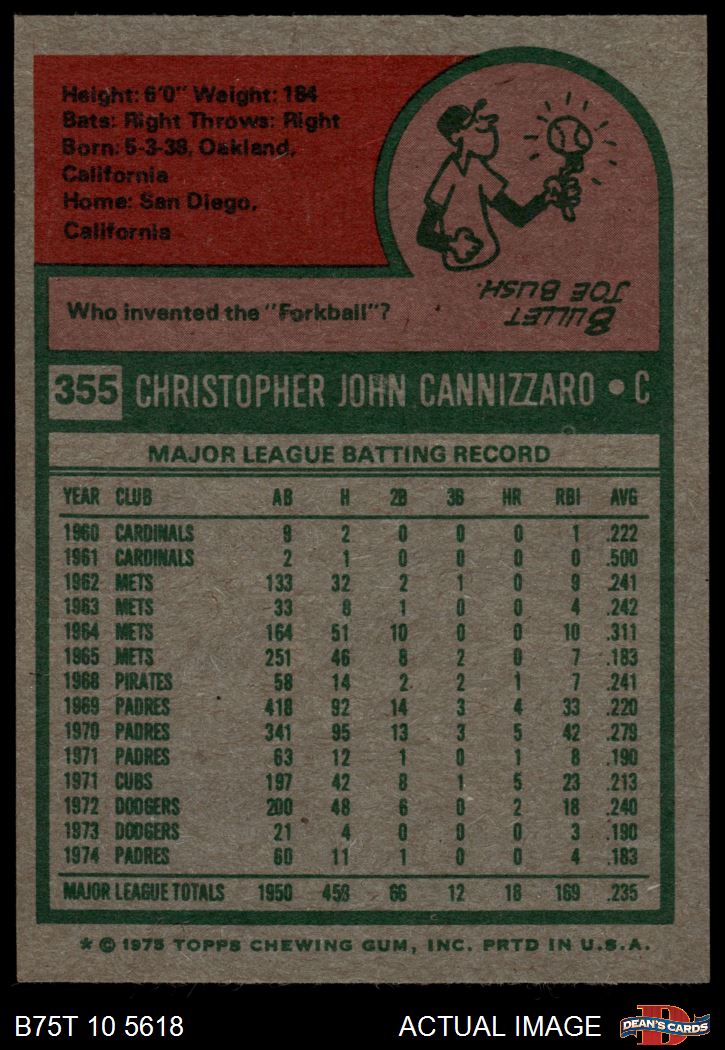 Height: 6'0" Weight: 184
Bats: Right Throws: Right
Born: 5-3-38, Oakland,
California
Home: San Diego,
California
Who invented the "Forkball"?
BULLET
JOE BUSH.
355 CHRISTOPHER JOHN CANNIZZARO • C
MAJOR LEAGUE BATTING RECORD
YEAR CLUB AB H 2B 3B HR RBI AVG
1960 CARDINALS 9 2 0 0 0 1 .222
1961 CARDINALS 2 1 0 0 0 0 .500
1962 METS 133 32 2 1 0 9 .241
1963 METS 33 8 1 0 0 4 .242
1964 METS 164 51 10 0 0 10 .311
1965 METS 251 46 8 2 0 7 .183
1968 PIRATES 58 14 2 2 1 7 .241
1969 PADRES 418 92 14 3 4 33 .220
1970 PADRES 341 95 13 3 5 42 .279
1971 PADRES 63 12 1 0 1 8 .190
1971 CUBS 197 42 8 1 5 23 .213
1972 DODGERS 200 48 6 0 2 18 .240
1973 DODGERS 21 4 0 0 0 3 .190
1974 PADRES 60 11 1 0 0 4 .183
MAJOR LEAGUE TOTALS 1950 458 66 12 18 169 .235
* © 1975 TOPPS CHEWING GUM, INC. PRTD IN U.S.A.
B75T 10 5618 ACTUAL IMAGE D DEAN'S CARDS